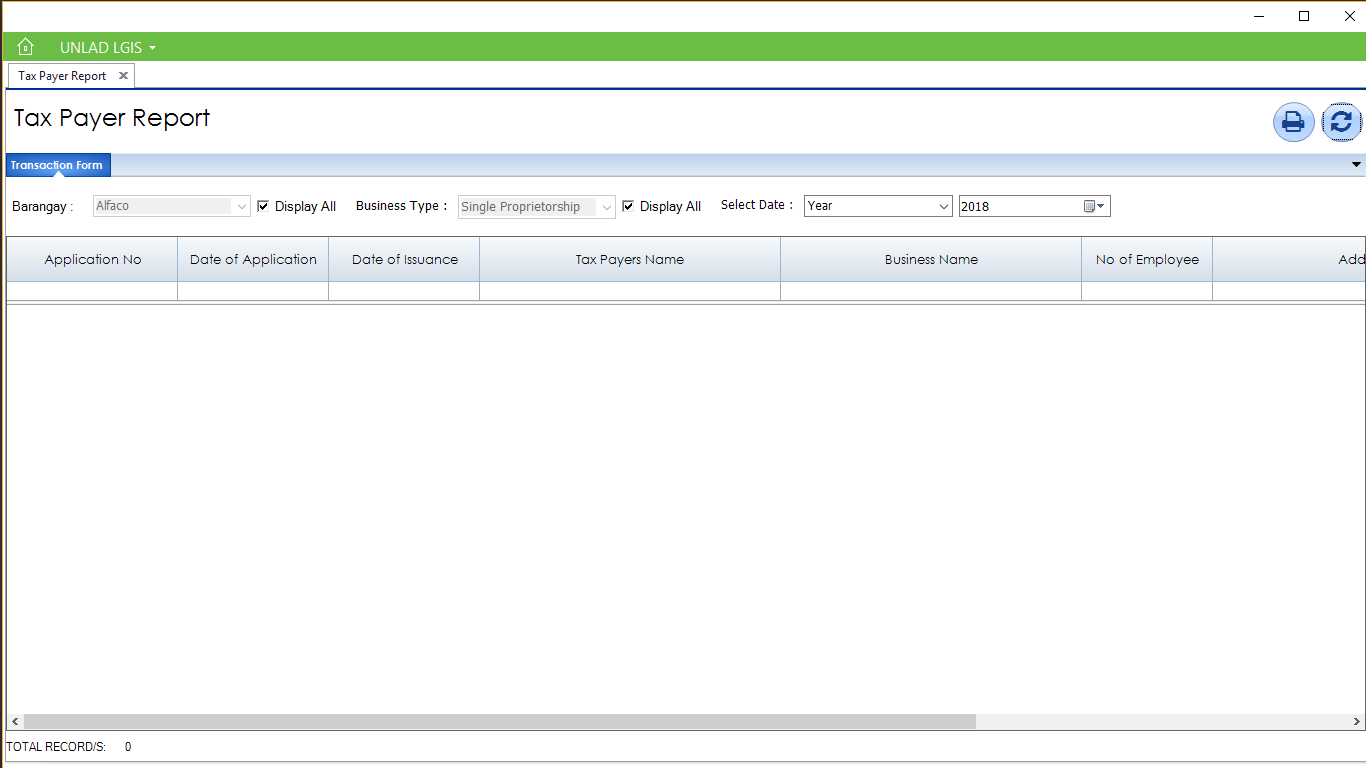 UNLAD LGIS
Tax Payer Report
Tax Payer Report
Transaction Form
Barangay : Alfaco Display All Business Type : Single Proprietorship Display All Select Date : Year 2018
Application No Date of Application Date of Issuance Tax Payers Name Business Name No of Employee Add
TOTAL RECORD/S: 0